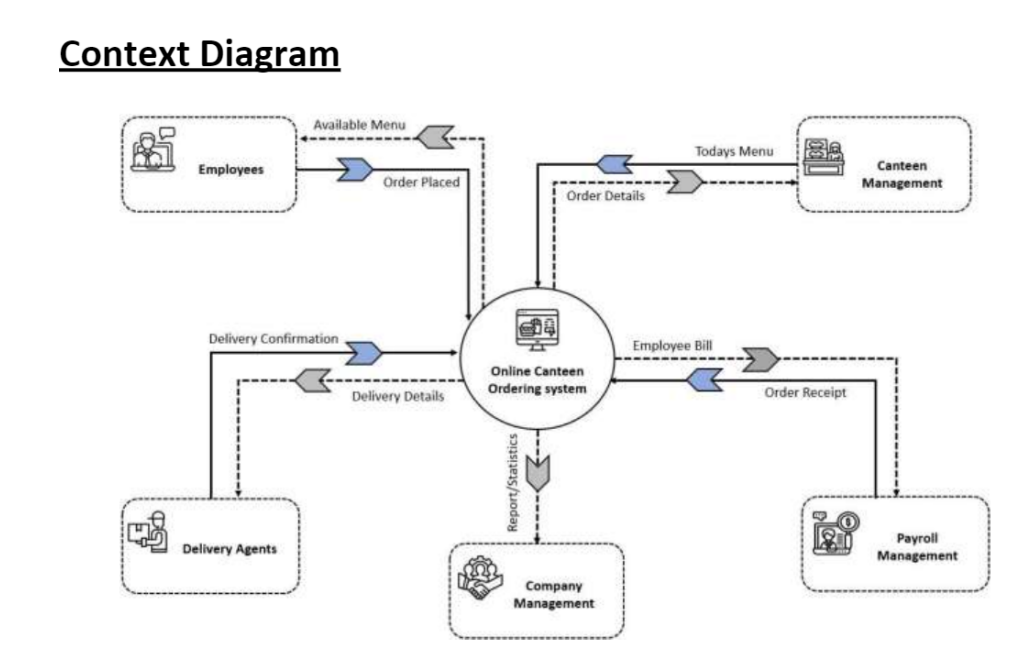 Context Diagram
Available Menu
Employees
Order Placed
Todays Menu
Canteen
Management
Order Details
Delivery Confirmation
Online Canteen
Ordering system
Employee Bill
Delivery Details
Order Receipt
Report/Statistics
Delivery Agents
Company
Management
Payroll
Management